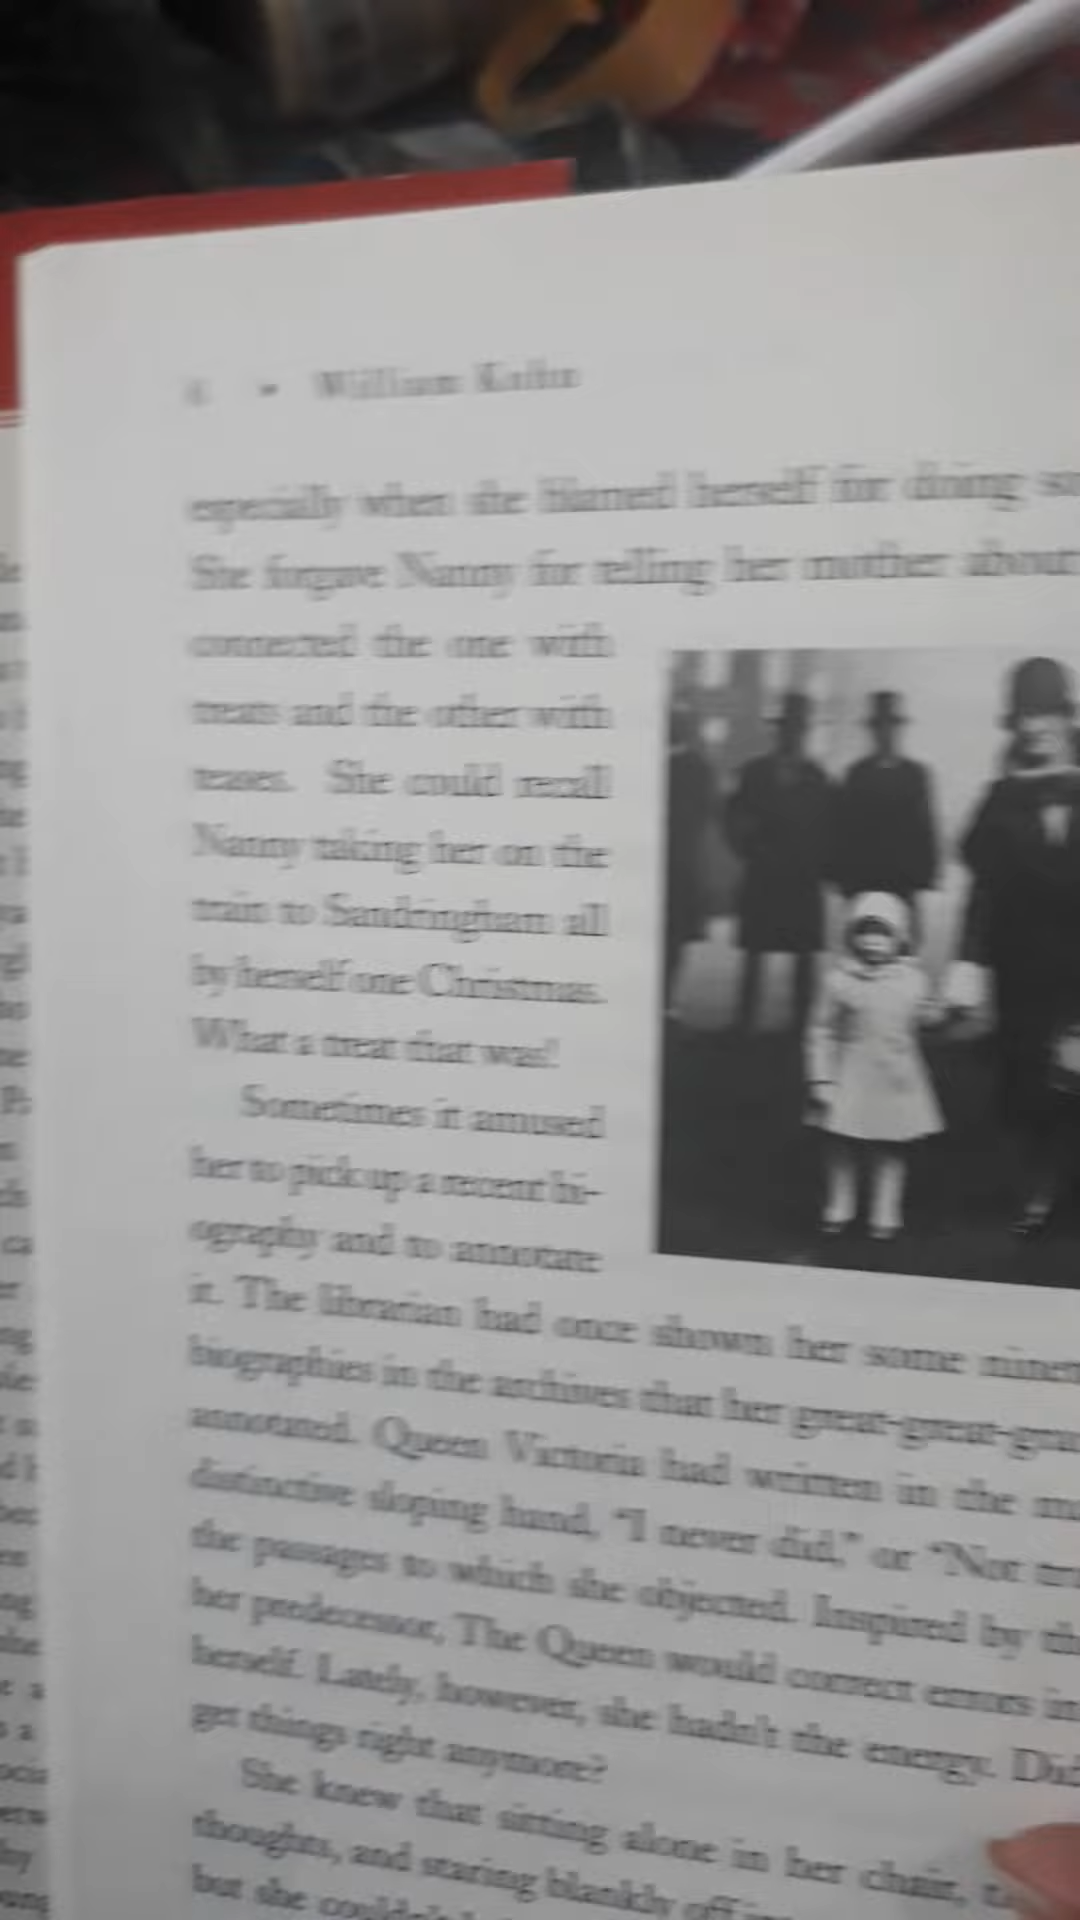 William Kuhn
especially when she blamed herself for doing
She forgave Nanny for telling her mother about
connected the one with
treats and the other with
teases. She could recall
Nanny taking her on the
train to Sandringham all
by herself one Christmas.
What a treat that was!
Sometimes it amused
her to pick up a recent bi-
ography and to annotate
it. The librarian had once shown her some
biographies in the archives that her great-great-
annotated. Queen Victoria had written in the
distinctive sloping hand, "I never did," or "Not
the passages to which she objected. Inspired by
her predecessor, The Queen would correct errors in
herself. Lately, however, she hadn't the energy.
get things right anymore?
She knew that sitting alone in her chair,
thoughts, and staring blankly off
but she